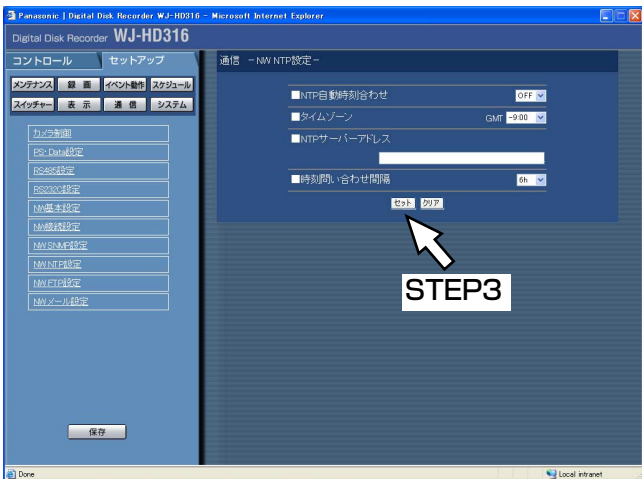 Panasonic | Digital Disk Recorder WJ-HD316 - Microsoft Internet Explorer
Digital Disk Recorder WJ-HD316
コントロール セットアップ
メンテナンス 録 画 イベント動作 スケジュール
スイッチャー 表 示 通 信 システム
カメラ制御
PS・Data設定
RS485設定
RS232C設定
NW基本設定
NW接続設定
NW SNMP設定
NW NTP設定
NW FTP設定
NWメール設定
保存
通信 －NW NTP設定－
■NTP自動時刻合わせ OFF
■タイムゾーン GMT -9:00
■NTPサーバーアドレス
■時刻問い合わせ間隔 6h
セット クリア
STEP3
Done Local intranet